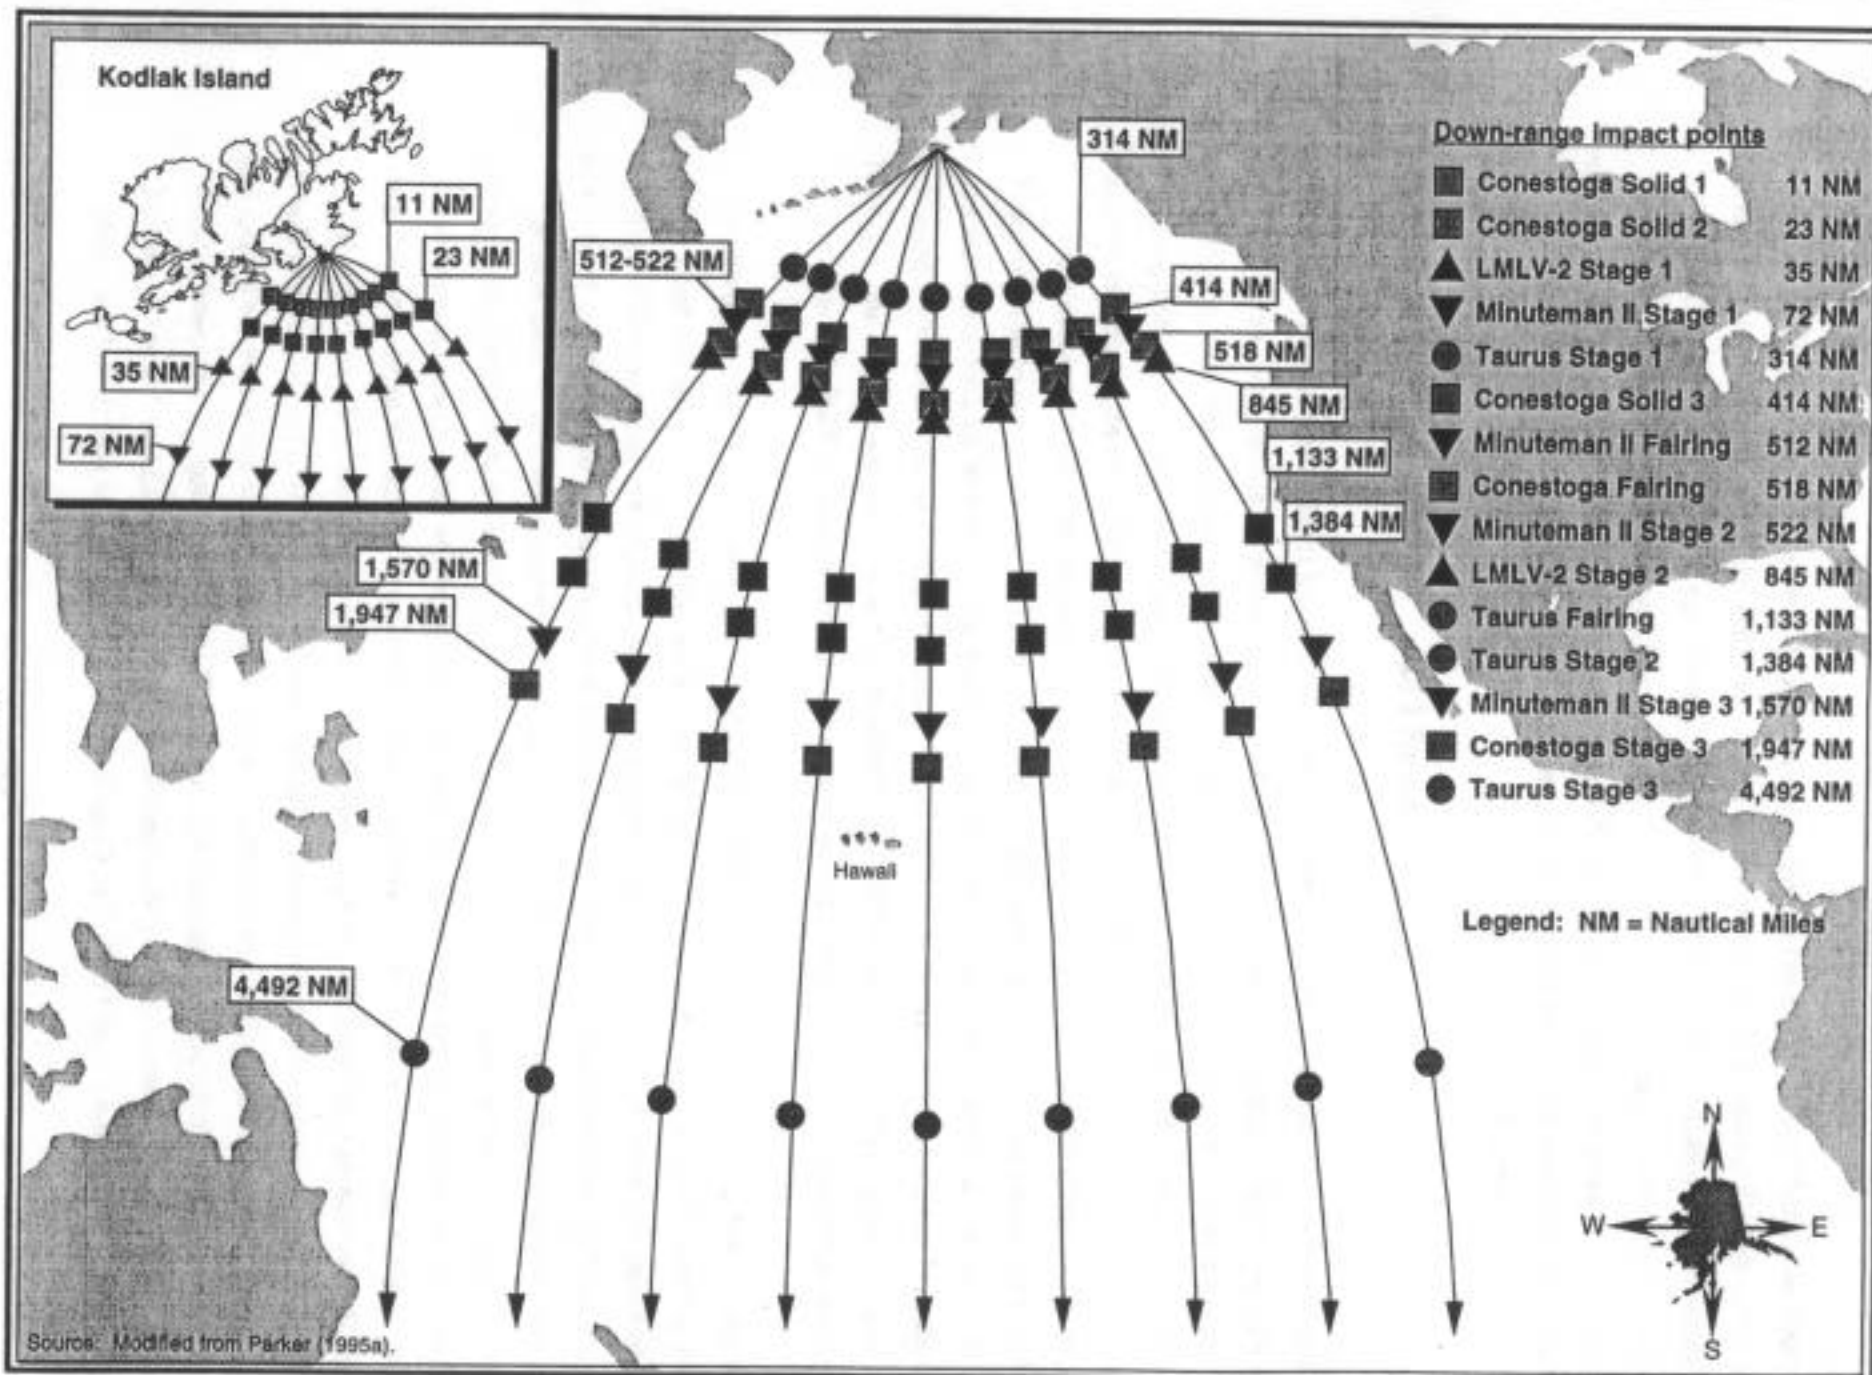 Kodiak Island
11 NM
23 NM
35 NM
72 NM
314 NM
512-522 NM
414 NM
518 NM
845 NM
1,133 NM
1,384 NM
1,570 NM
1,947 NM
4,492 NM
Hawaii
Down-range Impact points
Conestoga Solid 1 11 NM
Conestoga Solid 2 23 NM
LMLV-2 Stage 1 35 NM
Minuteman II Stage 1 72 NM
Taurus Stage 1 314 NM
Conestoga Solid 3 414 NM
Minuteman II Fairing 512 NM
Conestoga Fairing 518 NM
Minuteman II Stage 2 522 NM
LMLV-2 Stage 2 845 NM
Taurus Fairing 1,133 NM
Taurus Stage 2 1,384 NM
Minuteman II Stage 3 1,570 NM
Conestoga Stage 3 1,947 NM
Taurus Stage 3 4,492 NM
Legend: NM = Nautical Miles
N
W E
S
Source: Modified from Parker (1995a).